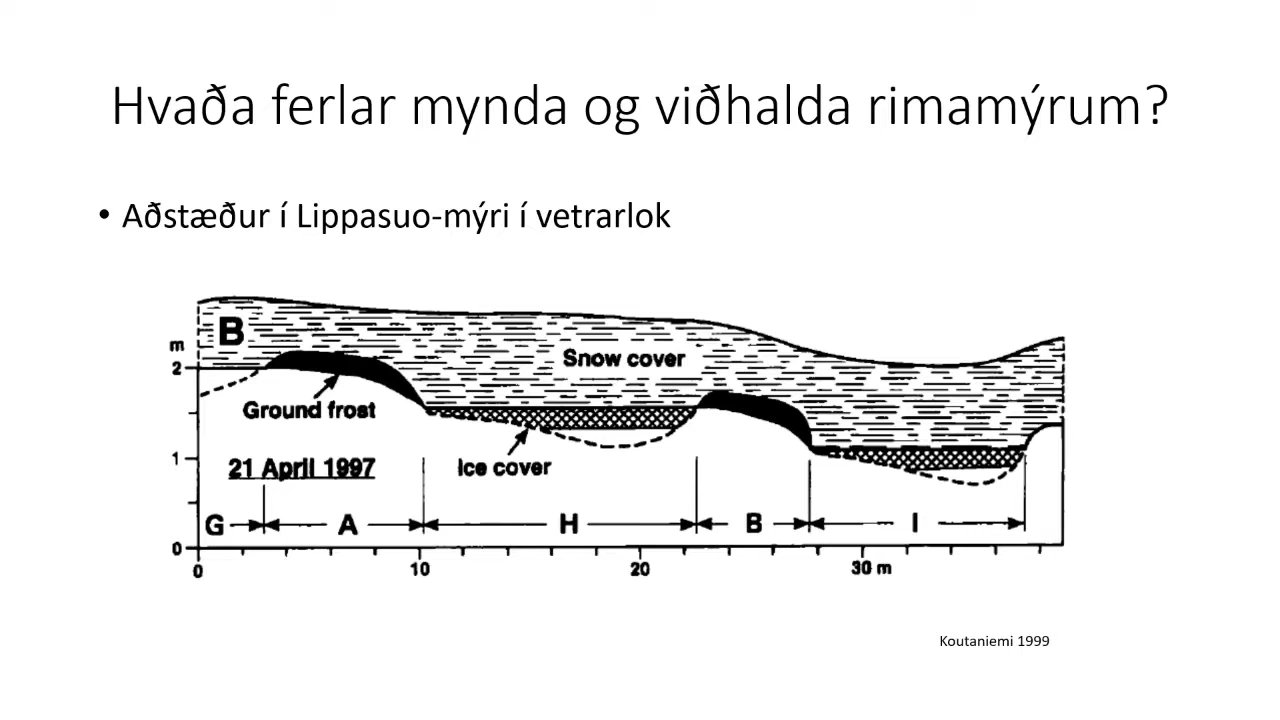 Hvaða ferlar mynda og viðhalda rimamýrum?
• Aðstæður í Lippasuo-mýri í vetrarlok
B
m
Snow cover
2
Ground frost
1
21 April 1997
Ice cover
G A H B I
0
0 10 20 30 m
Koutaniemi 1999